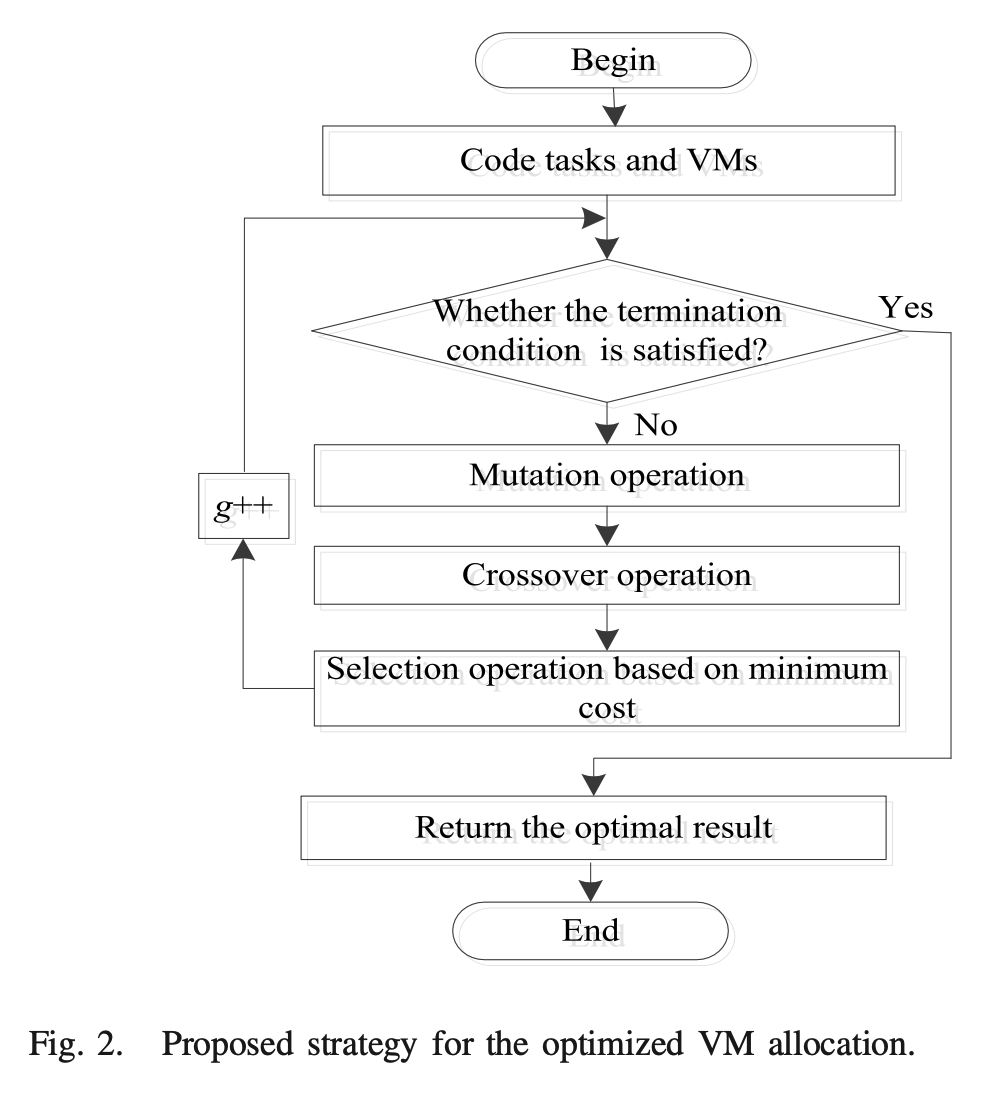 Begin
Code tasks and VMs
Whether the termination
condition is satisfied?
Yes
No
Mutation operation
g++
Crossover operation
Selection operation based on minimum
cost
Return the optimal result
End
Fig. 2. Proposed strategy for the optimized VM allocation.